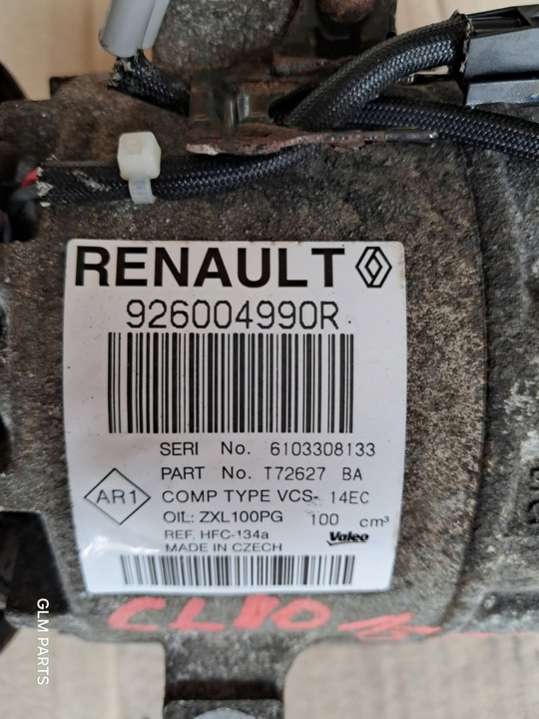 RENAULT
926004990R
SERI No. 6103308133
PART No. T72627 BA
AR1
COMP TYPE VCS- 14EC
OIL: ZXL100PG 100 cm³
REF. HFC-134a
MADE IN CZECH
Valeo
CL80
GLM PARTS